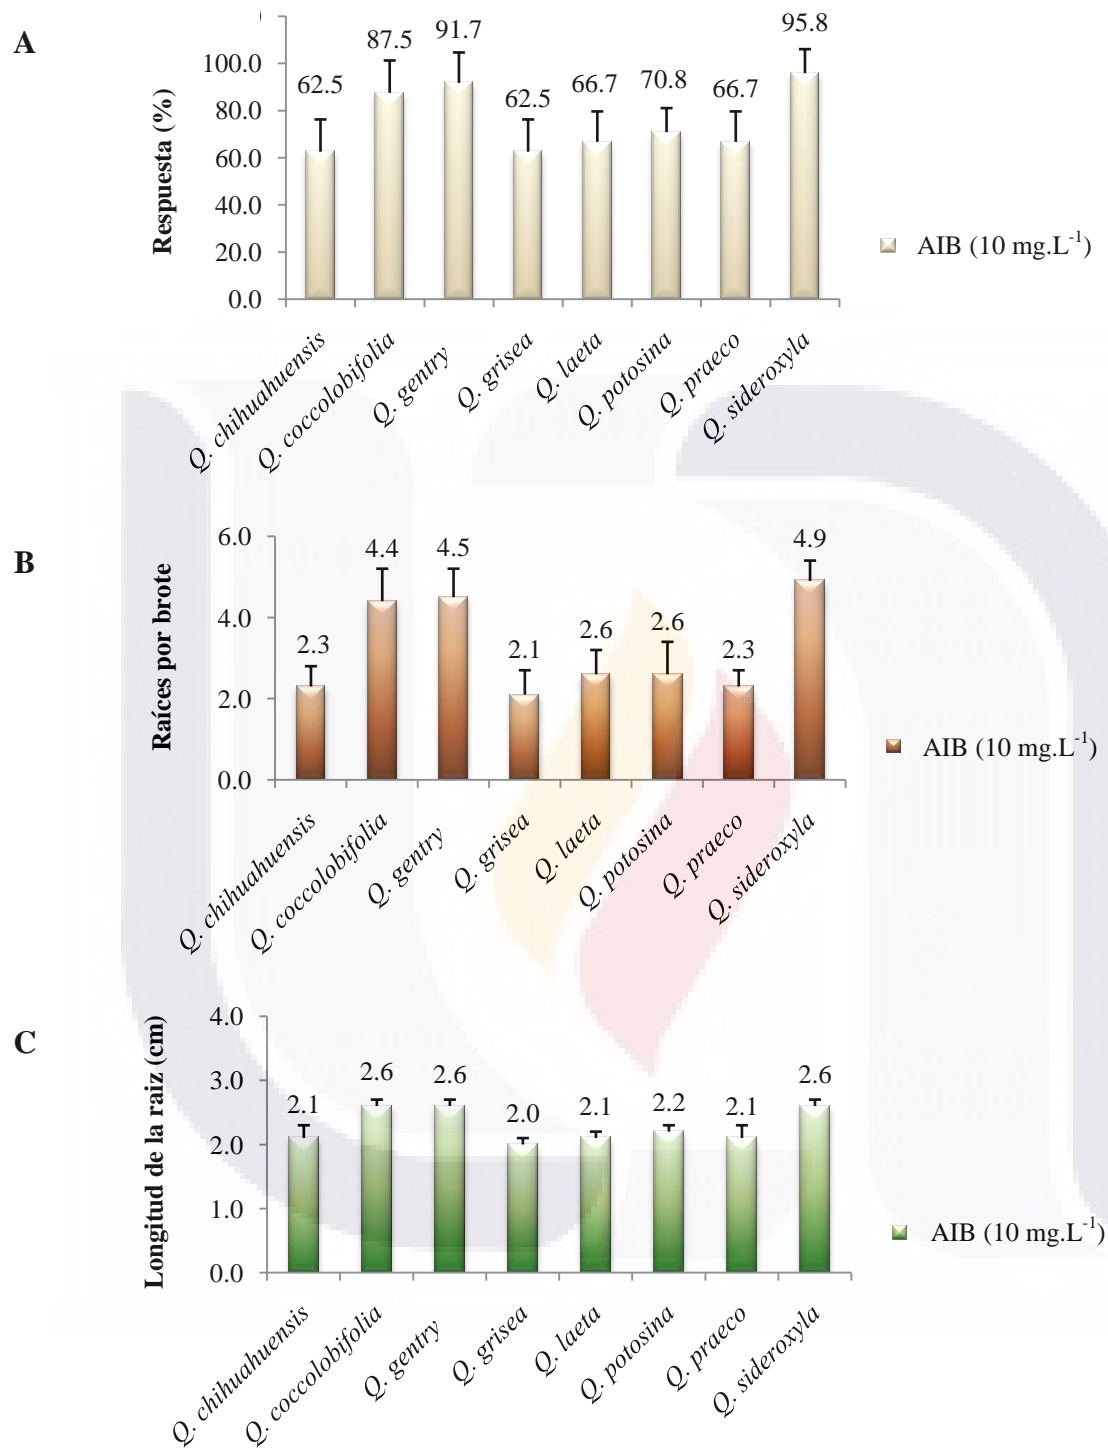 A
Respuesta (%)
100.0
80.0
60.0
40.0
20.0
0.0
62.5
87.5
91.7
62.5
66.7
70.8
66.7
95.8
Q. chihuahuensis
Q. coccolobifolia
Q. gentry
Q. grisea
Q. laeta
Q. potosina
Q. praeco
Q. sideroxyla
AIB (10 mg.L⁻¹)
B
Raíces por brote
6.0
4.0
2.0
0.0
2.3
4.4
4.5
2.1
2.6
2.6
2.3
4.9
Q. chihuahuensis
Q. coccolobifolia
Q. gentry
Q. grisea
Q. laeta
Q. potosina
Q. praeco
Q. sideroxyla
AIB (10 mg.L⁻¹)
C
Longitud de la raiz (cm)
4.0
3.0
2.0
1.0
0.0
2.1
2.6
2.6
2.0
2.1
2.2
2.1
2.6
Q. chihuahuensis
Q. coccolobifolia
Q. gentry
Q. grisea
Q. laeta
Q. potosina
Q. praeco
Q. sideroxyla
AIB (10 mg.L⁻¹)